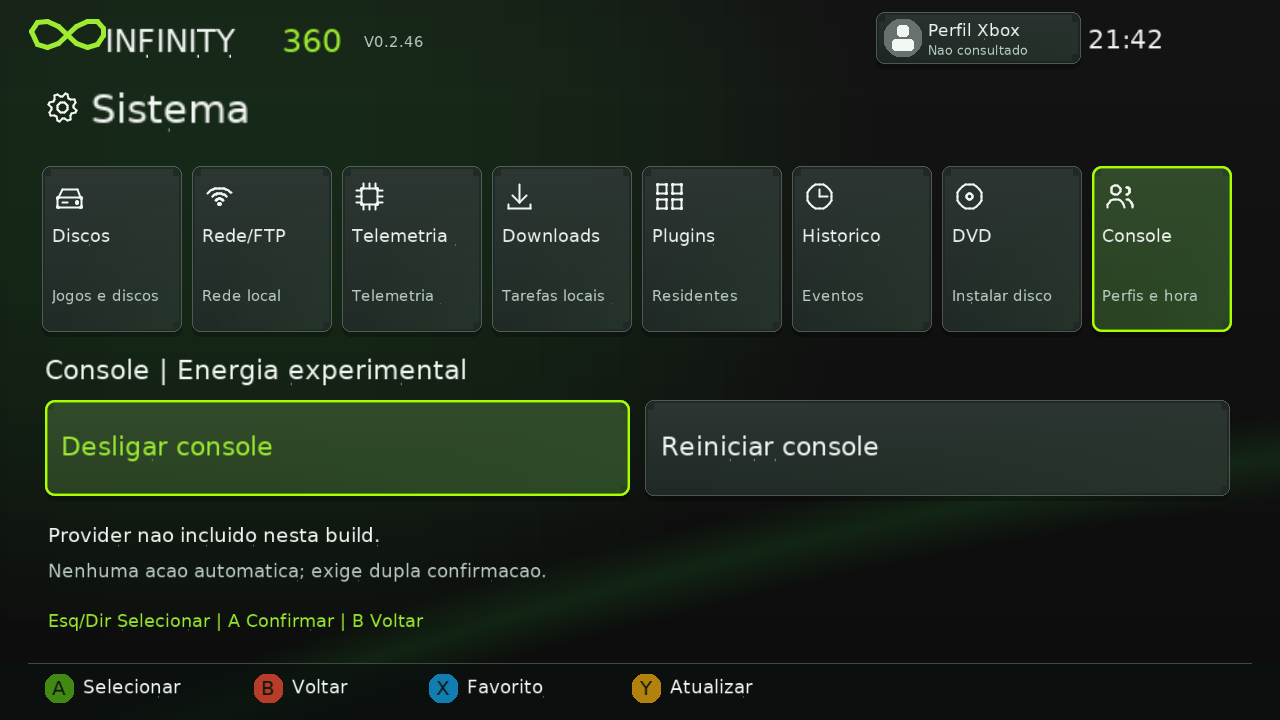 INFINITY 360 V0.2.46
Perfil Xbox
Nao consultado
21:42
Sistema
Discos
Jogos e discos
Rede/FTP
Rede local
Telemetria
Telemetria
Downloads
Tarefas locais
Plugins
Residentes
Historico
Eventos
DVD
Instalar disco
Console
Perfis e hora
Console | Energia experimental
Desligar console
Reiniciar console
Provider nao incluido nesta build.
Nenhuma acao automatica; exige dupla confirmacao.
Esq/Dir Selecionar | A Confirmar | B Voltar
A Selecionar B Voltar X Favorito Y Atualizar